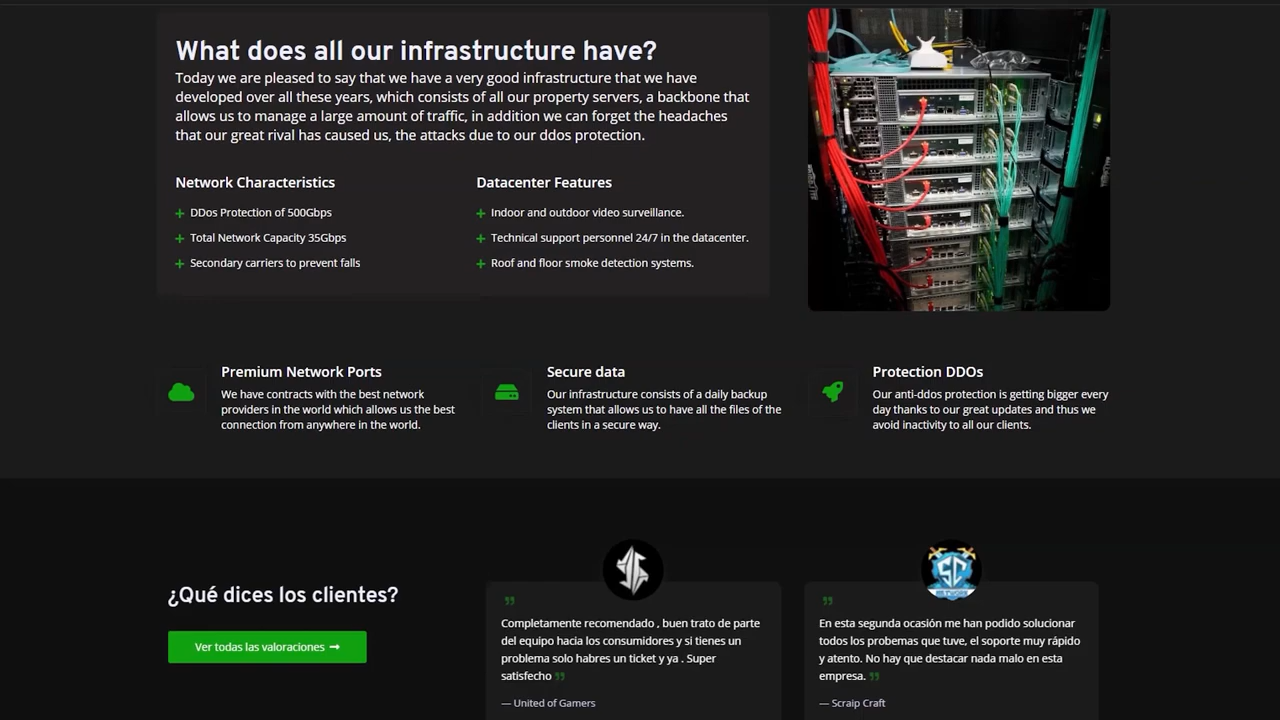 What does all our infrastructure have?
Today we are pleased to say that we have a very good infrastructure that we have
developed over all these years, which consists of all our property servers, a backbone that
allows us to manage a large amount of traffic, in addition we can forget the headaches
that our great rival has caused us, the attacks due to our ddos protection.
Network Characteristics
+ DDos Protection of 500Gbps
+ Total Network Capacity 35Gbps
+ Secondary carriers to prevent falls
Datacenter Features
+ Indoor and outdoor video surveillance.
+ Technical support personnel 24/7 in the datacenter.
+ Roof and floor smoke detection systems.
Premium Network Ports
We have contracts with the best network
providers in the world which allows us the best
connection from anywhere in the world.
Secure data
Our infrastructure consists of a daily backup
system that allows us to have all the files of the
clients in a secure way.
Protection DDOs
Our anti-ddos protection is getting bigger every
day thanks to our great updates and thus we
avoid inactivity to all our clients.
¿Qué dices los clientes?
Ver todas las valoraciones →
Completamente recomendado , buen trato de parte
del equipo hacia los consumidores y si tienes un
problema solo habres un ticket y ya . Super
satisfecho
— United of Gamers
SC
NETWORK
En esta segunda ocasión me han podido solucionar
todos los probemas que tuve, el soporte muy rápido
y atento. No hay que destacar nada malo en esta
empresa.
— Scraip Craft